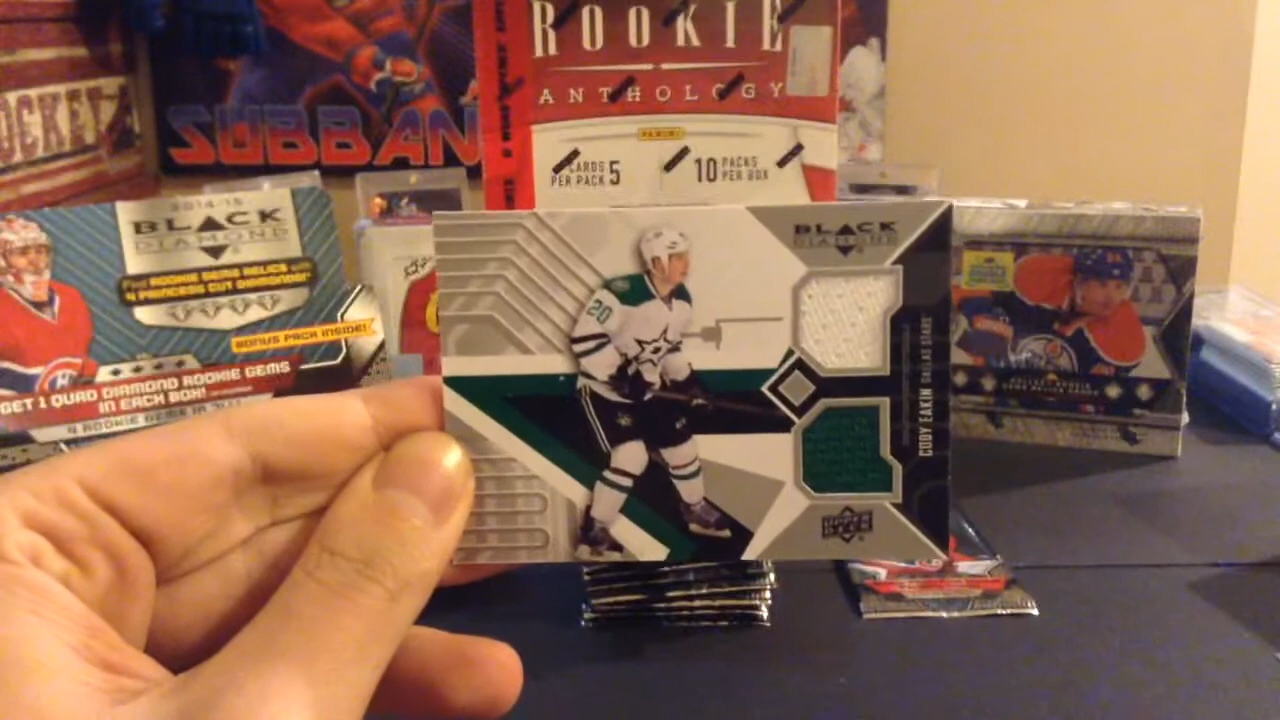 HOCKEY
SUBBAN
ROOKIE
ANTHOLOGY
PANINI
CARDS
PER PACK 5
10 PACKS
PER BOX
2014-15
BLACK
DIAMOND
FIND ROOKIE GEMS RELICS
4 PRINCESS CUT DIAMONDS!
BONUS PACK INSIDE!
GET 1 QUAD DIAMOND ROOKIE GEMS
IN EACH BOX!
BLACK
DIAMOND
20
CODY EAKIN DALLAS STARS
UPPER
DECK